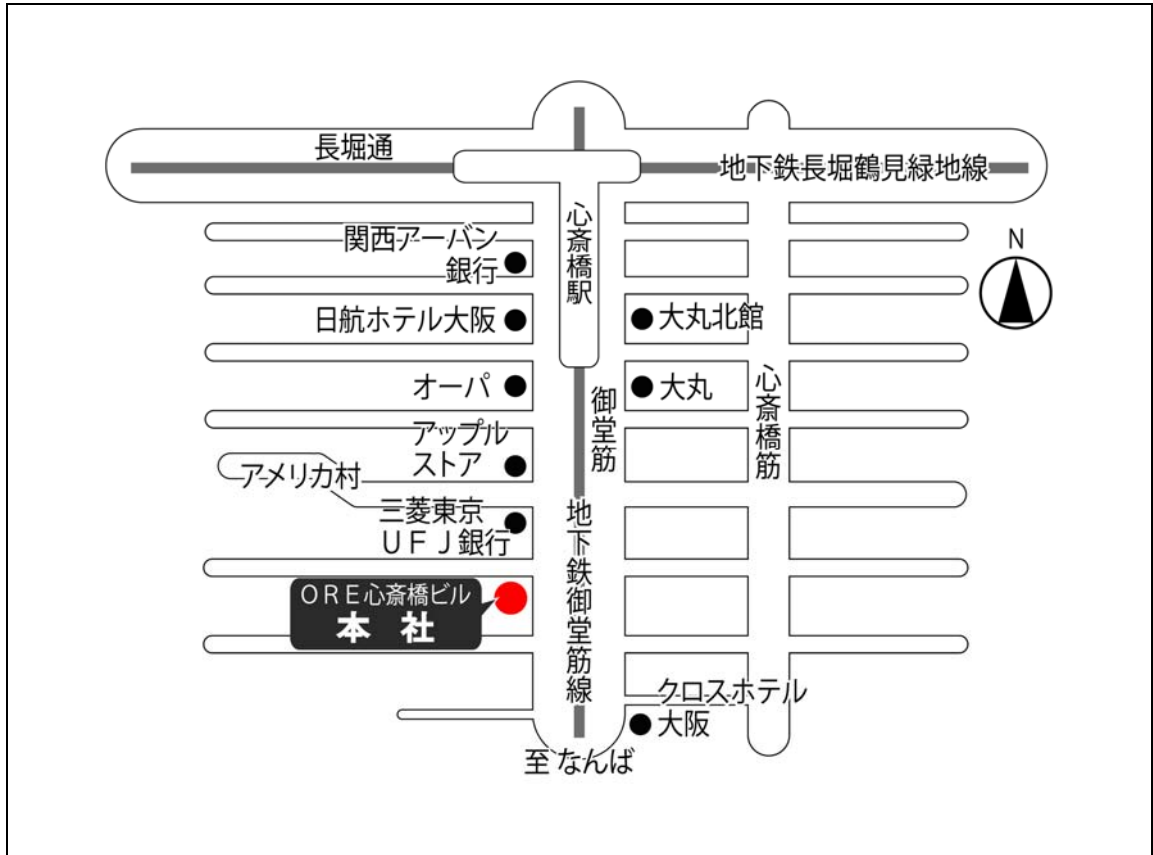 長堀通
地下鉄長堀鶴見緑地線
心斎橋駅
関西アーバン
銀行
N
日航ホテル大阪
大丸北館
オーパ
大丸
御堂筋
心斎橋筋
アップル
ストア
アメリカ村
三菱東京
ＵＦＪ銀行
地下鉄御堂筋線
ＯＲＥ心斎橋ビル
本 社
クロスホテル
大阪
至 なんば